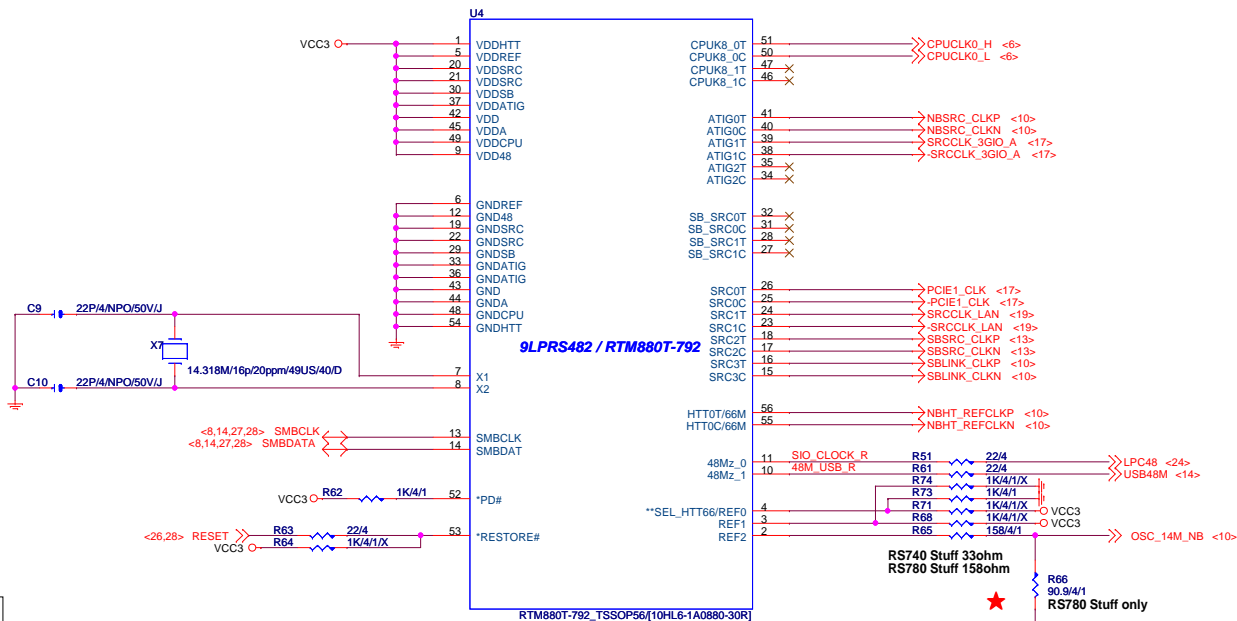 U4
VCC3
1 VDDHTT
5 VDDREF
20 VDDSRC
21 VDDSRC
30 VDDSB
37 VDDATIG
42 VDD
45 VDDA
49 VDDCPU
9 VDD48
6 GNDREF
12 GND48
19 GNDSRC
22 GNDSRC
29 GNDSB
33 GNDATIG
36 GNDATIG
43 GND
44 GNDA
48 GNDCPU
54 GNDHTT
C9 22P/4/NPO/50V/J
X7
14.318M/16p/20ppm/49US/40/D
C10 22P/4/NPO/50V/J
7 X1
8 X2
<8,14,27,28> SMBCLK 13 SMBCLK
<8,14,27,28> SMBDATA 14 SMBDAT
VCC3 R62 1K/4/1 52 *PD#
<26,28> RESET R63 22/4 53 *RESTORE#
VCC3 R64 1K/4/1/X
9LPRS482 / RTM880T-792
CPUK8_0T 51 CPUCLK0_H <6>
CPUK8_0C 50 CPUCLK0_L <6>
CPUK8_1T 47
CPUK8_1C 46
ATIG0T 41 NBSRC_CLKP <10>
ATIG0C 40 NBSRC_CLKN <10>
ATIG1T 39 SRCCLK_3GIO_A <17>
ATIG1C 38 -SRCCLK_3GIO_A <17>
ATIG2T 35
ATIG2C 34
SB_SRC0T 32
SB_SRC0C 31
SB_SRC1T 28
SB_SRC1C 27
SRC0T 26 PCIE1_CLK <17>
SRC0C 25 -PCIE1_CLK <17>
SRC1T 24 SRCCLK_LAN <19>
SRC1C 23 -SRCCLK_LAN <19>
SRC2T 18 SBSRC_CLKP <13>
SRC2C 17 SBSRC_CLKN <13>
SRC3T 16 SBLINK_CLKP <10>
SRC3C 15 SBLINK_CLKN <10>
HTT0T/66M 56 NBHT_REFCLKP <10>
HTT0C/66M 55 NBHT_REFCLKN <10>
48Mz_0 11 SIO_CLOCK_R R51 22/4 LPC48 <24>
48Mz_1 10 48M_USB_R R61 22/4 USB48M <14>
R74 1K/4/1/X
R73 1K/4/1
**SEL_HTT66/REF0 4 R71 1K/4/1/X VCC3
REF1 3 R68 1K/4/1/X VCC3
REF2 2 R65 158/4/1 OSC_14M_NB <10>
RS740 Stuff 33ohm
RS780 Stuff 158ohm
R66
90.9/4/1
RS780 Stuff only
RTM880T-792_TSSOP56/[10HL6-1A0880-30R]